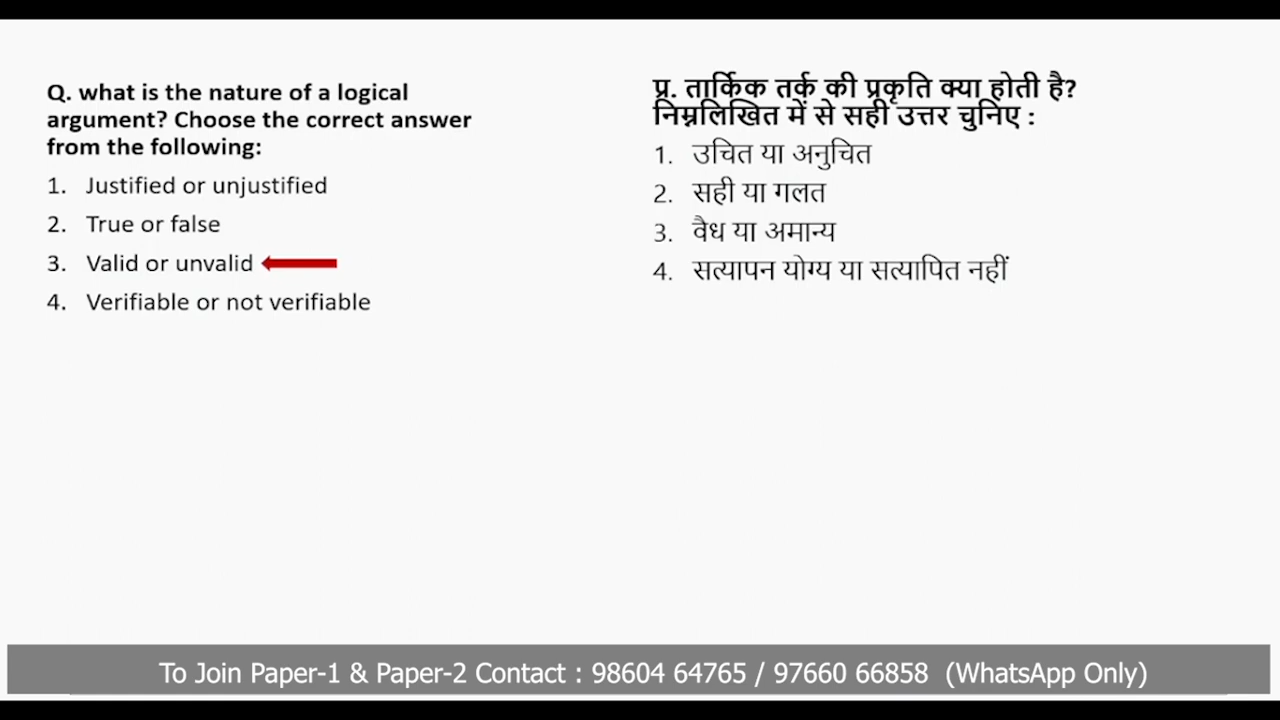 Q. what is the nature of a logical
argument? Choose the correct answer
from the following:
1. Justified or unjustified
2. True or false
3. Valid or unvalid
4. Verifiable or not verifiable
प्र. तार्किक तर्क की प्रकृति क्या होती है?
निम्नलिखित में से सही उत्तर चुनिए :
1. उचित या अनुचित
2. सही या गलत
3. वैध या अमान्य
4. सत्यापन योग्य या सत्यापित नहीं
To Join Paper-1 & Paper-2 Contact : 98604 64765 / 97660 66858 (WhatsApp Only)